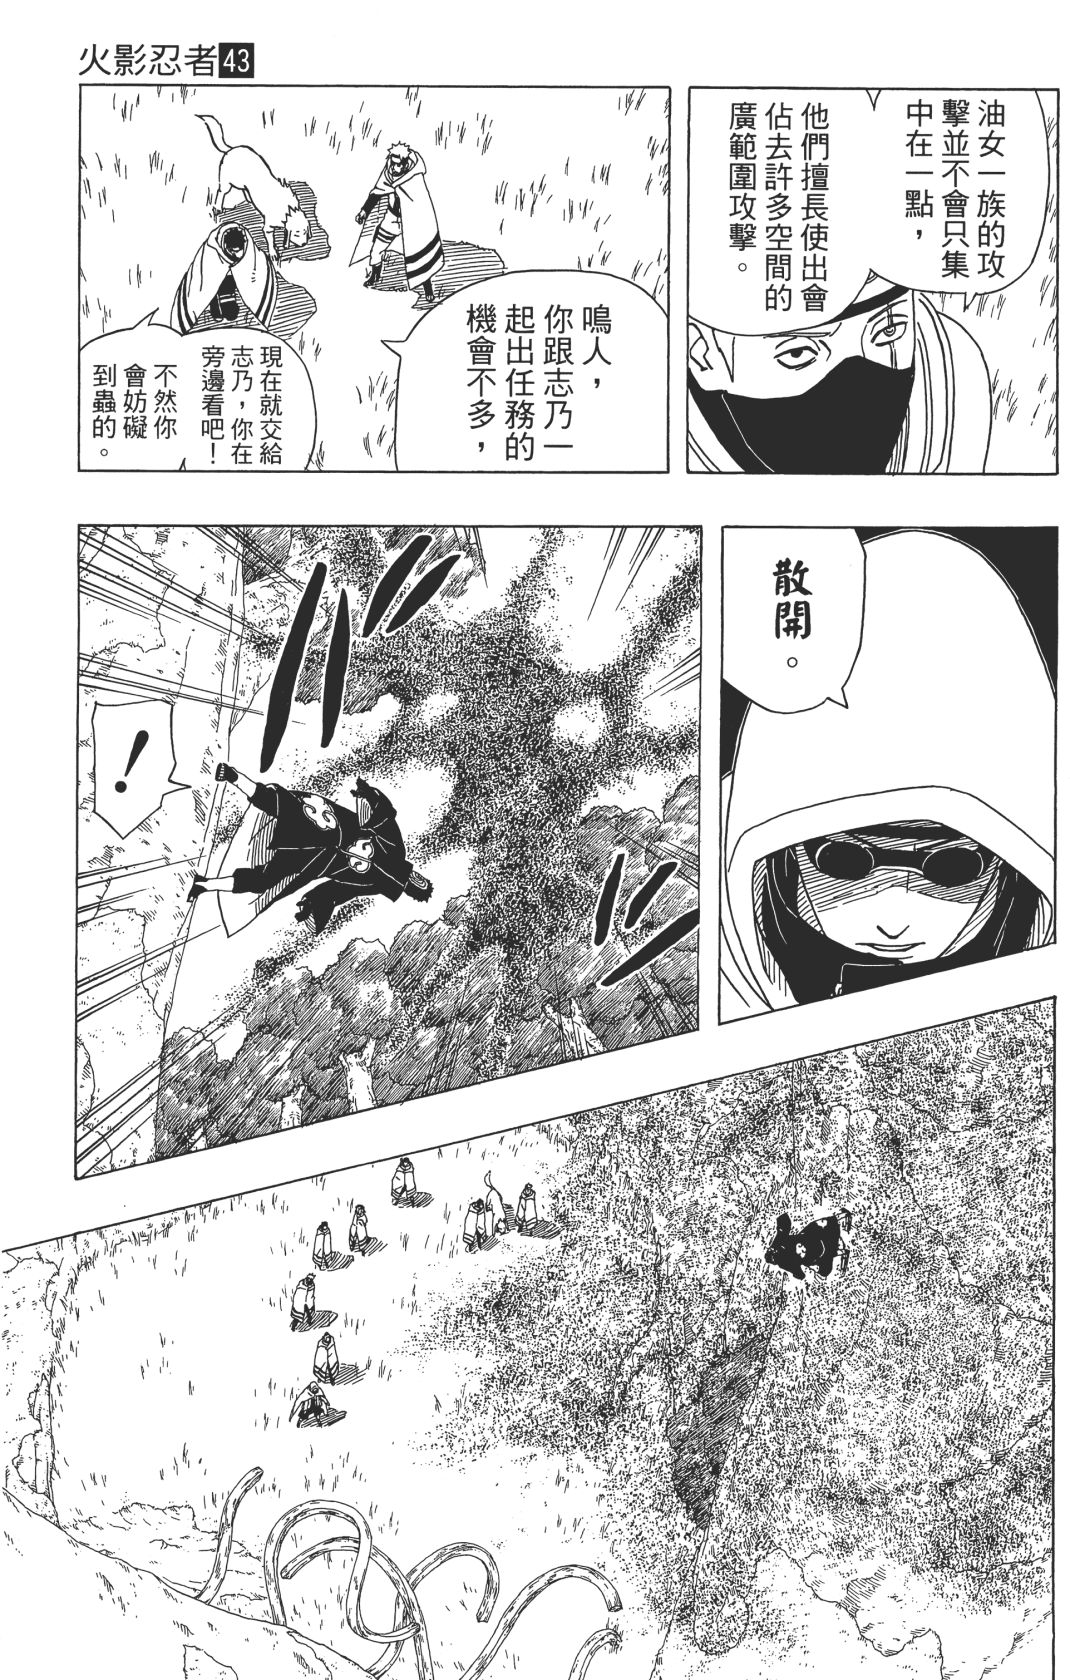 火影忍者43
油女一族的攻
擊並不會只集
中在一點，
他們擅長使出會
佔去許多空間的
廣範圍攻擊。
鳴人，
你跟志乃一
起出任務的
機會不多，
現在就交給
志乃，你在
旁邊看吧！
不然你
會妨礙
到蟲的。
散開。
！